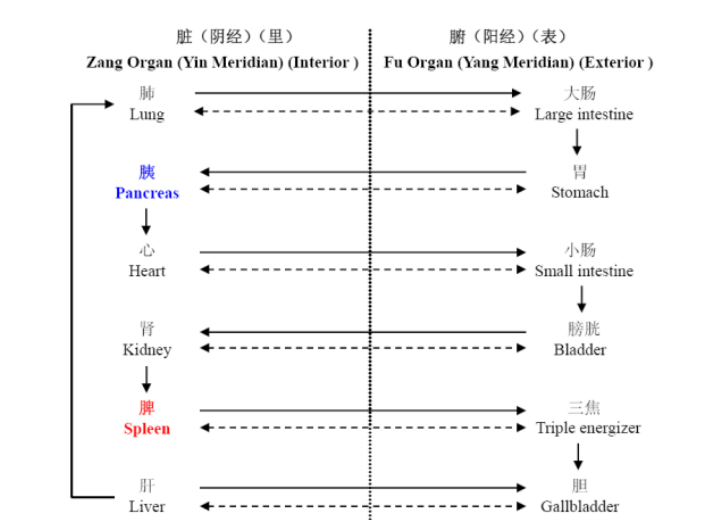 脏（阴经）（里）
腑（阳经）（表）
Zang Organ (Yin Meridian) (Interior )
Fu Organ (Yang Meridian) (Exterior )
肺
大肠
Lung
Large intestine
胰
胃
Pancreas
Stomach
心
小肠
Heart
Small intestine
肾
膀胱
Kidney
Bladder
脾
三焦
Spleen
Triple energizer
肝
胆
Liver
Gallbladder